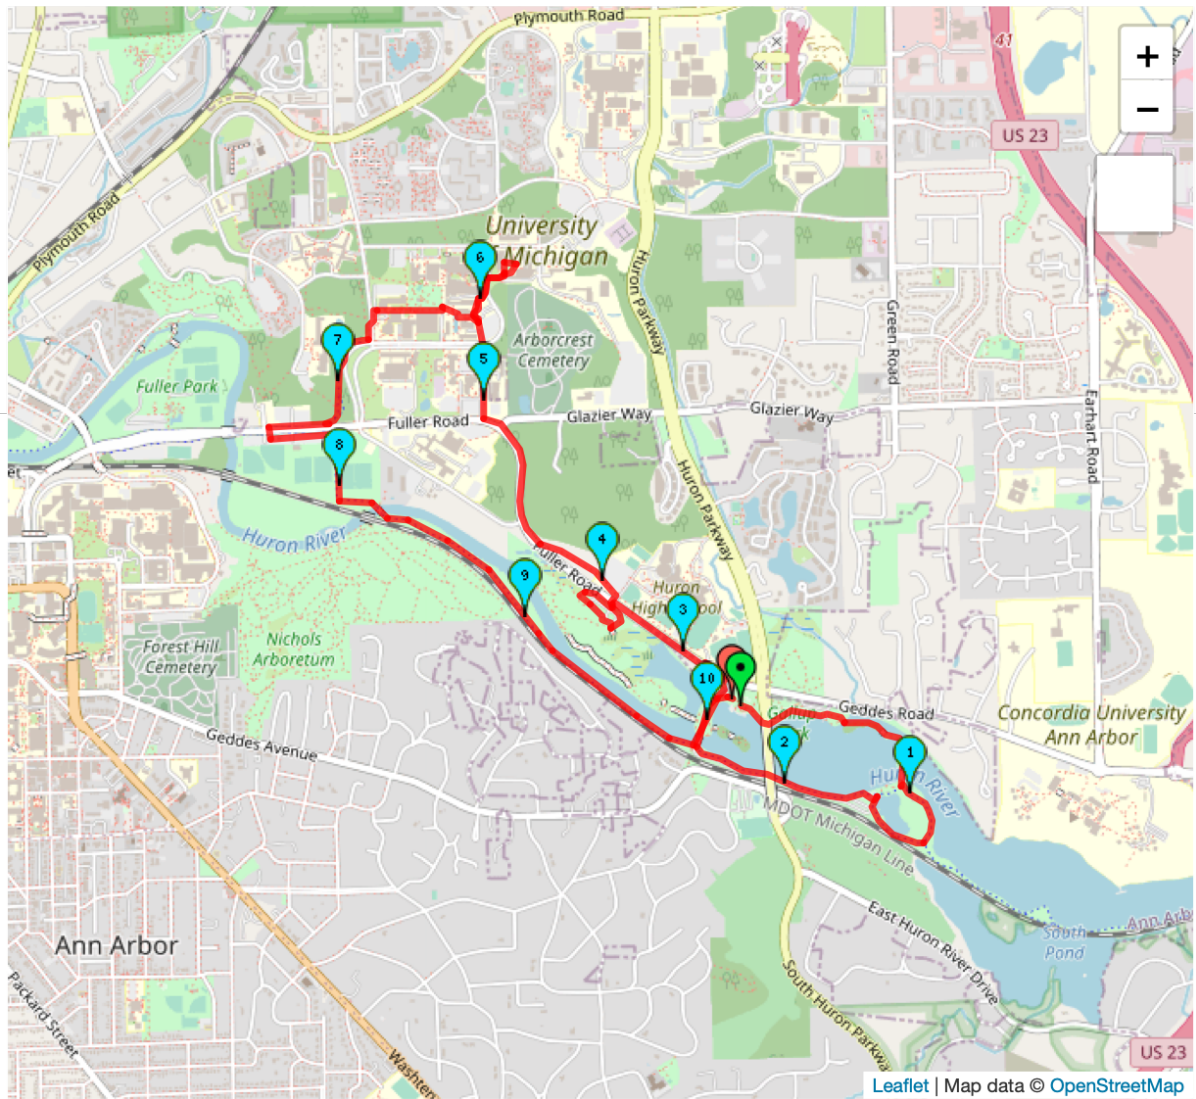 Plymouth Road
41
+
−
US 23
Plymouth Road
University
Michigan
6
Huron Parkway
Green Road
7
5
Arborcrest
Cemetery
Fuller Park
Fuller Road
Glazier Way
Glazier Way
Earhart Road
8
Huron Parkway
Huron River
4
9
Fuller Road
Huron
3
Forest Hill
Cemetery
Nichols
Arboretum
10
Geddes Road
Concordia University
Ann Arbor
Geddes Avenue
2
1
Huron River
MDOT Michigan Line
East Huron River Drive
Ann Arbor
South
Pond
Ann Arb
South Huron Parkwa
Packard Street
Washten
US 23
Leaflet | Map data © OpenStreetMap